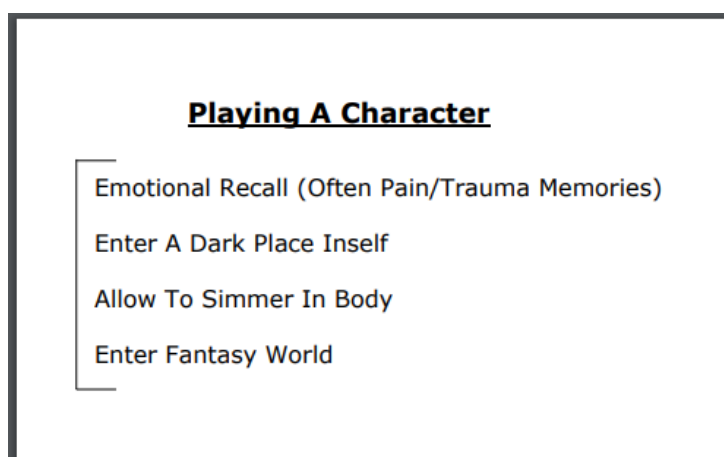 Playing A Character
Emotional Recall (Often Pain/Trauma Memories)
Enter A Dark Place Inself
Allow To Simmer In Body
Enter Fantasy World